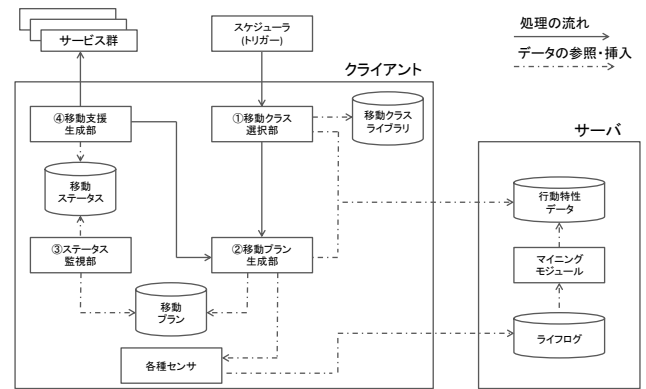 サービス群
スケジューラ
(トリガー)
処理の流れ
データの参照・挿入
クライアント
④移動支援
生成部
①移動クラス
選択部
移動クラス
ライブラリ
サーバ
移動
ステータス
行動特性
データ
③ステータス
監視部
②移動プラン
生成部
マイニング
モジュール
移動
プラン
ライフログ
各種センサ